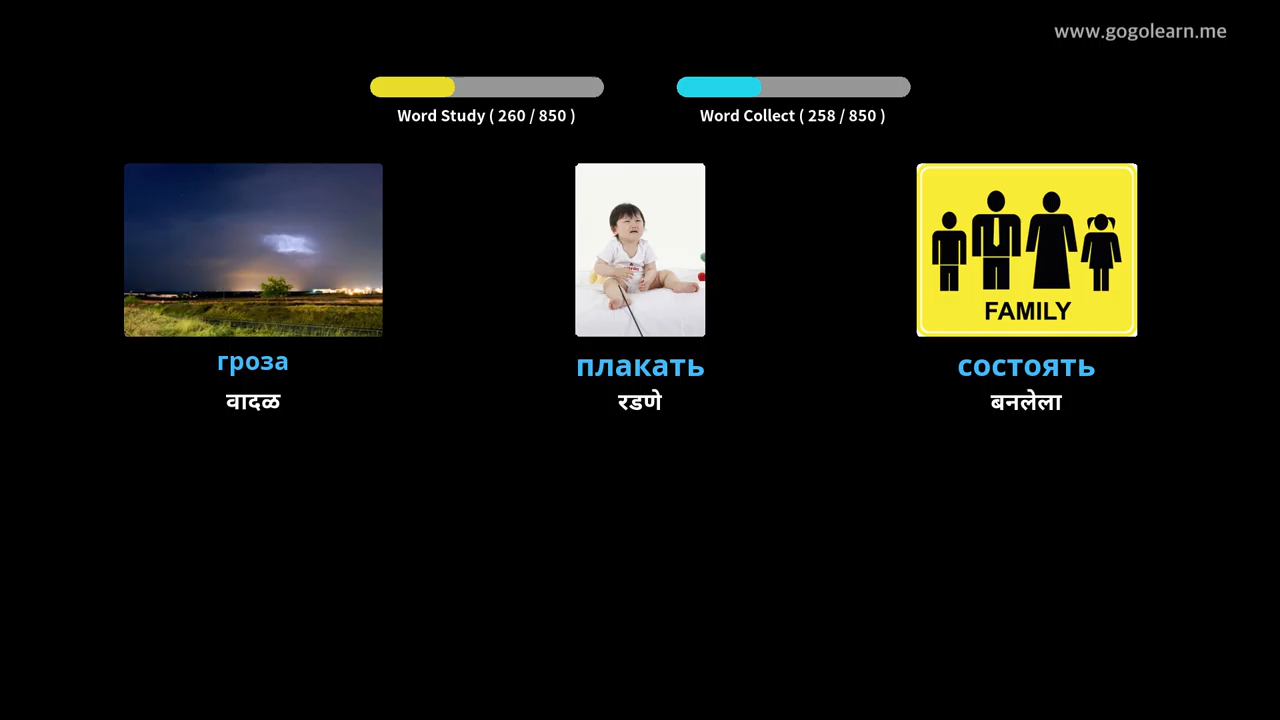 www.gogolearn.me
Word Study ( 260 / 850 )
Word Collect ( 258 / 850 )
FAMILY
гроза
плакать
состоять
वादळ
रडणे
बनलेला